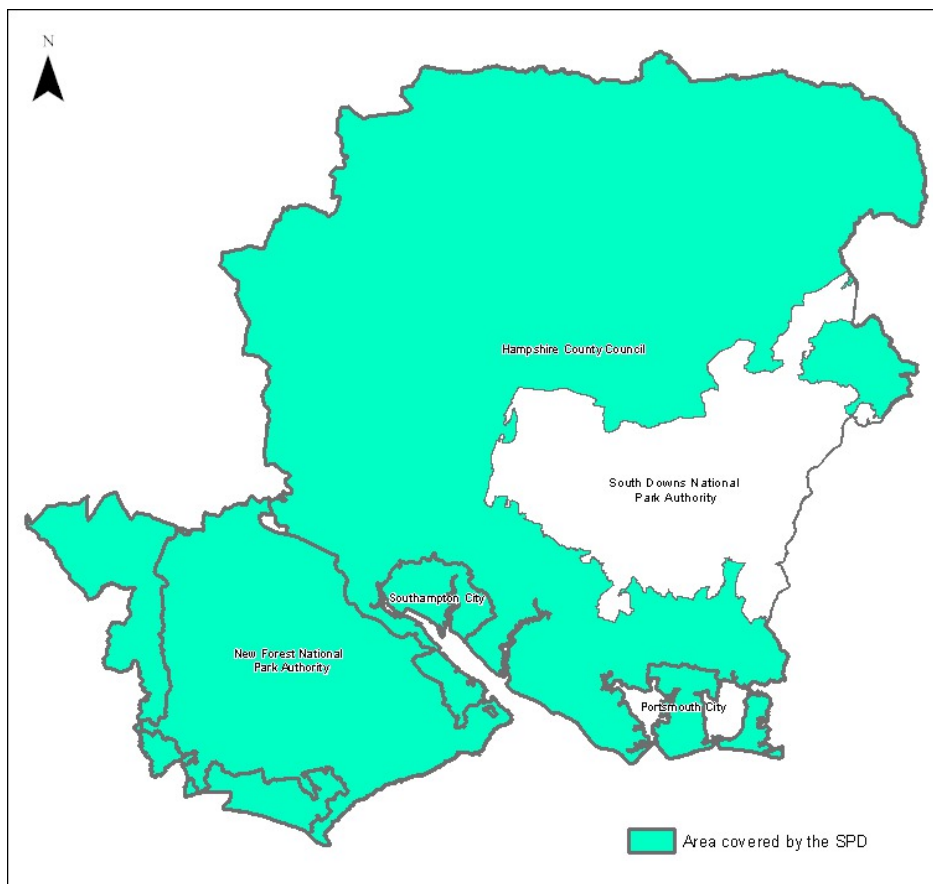 N
Hampshire County Council
South Downs National
Park Authority
Southampton City
New Forest National
Park Authority
Portsmouth City
Area covered by the SPD